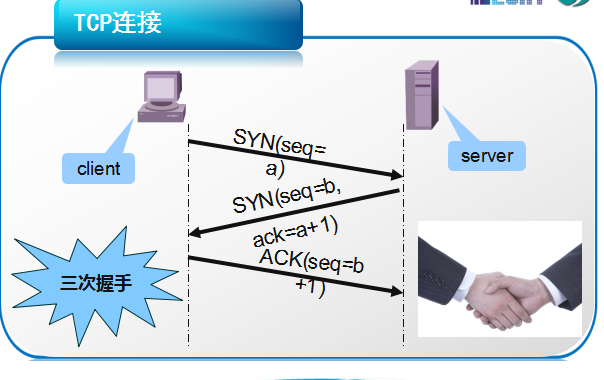 TCP连接
client
server
SYN(seq=
a)
SYN(seq=b,
ack=a+1)
ACK(seq=b
+1)
三次握手